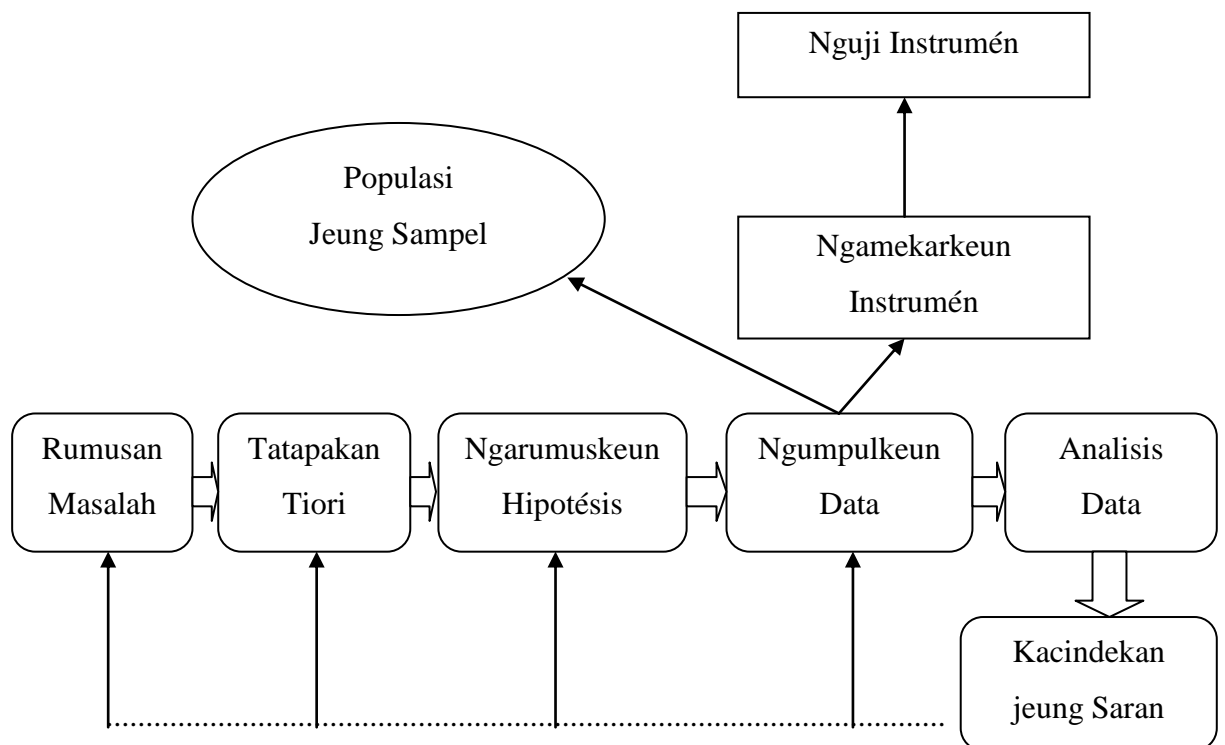 Nguji Instrumén
Populasi
Jeung Sampel
Ngamekarkeun
Instrumén
Rumusan
Masalah
Tatapakan
Tiori
Ngarumuskeun
Hipotésis
Ngumpulkeun
Data
Analisis
Data
Kacindekan
jeung Saran